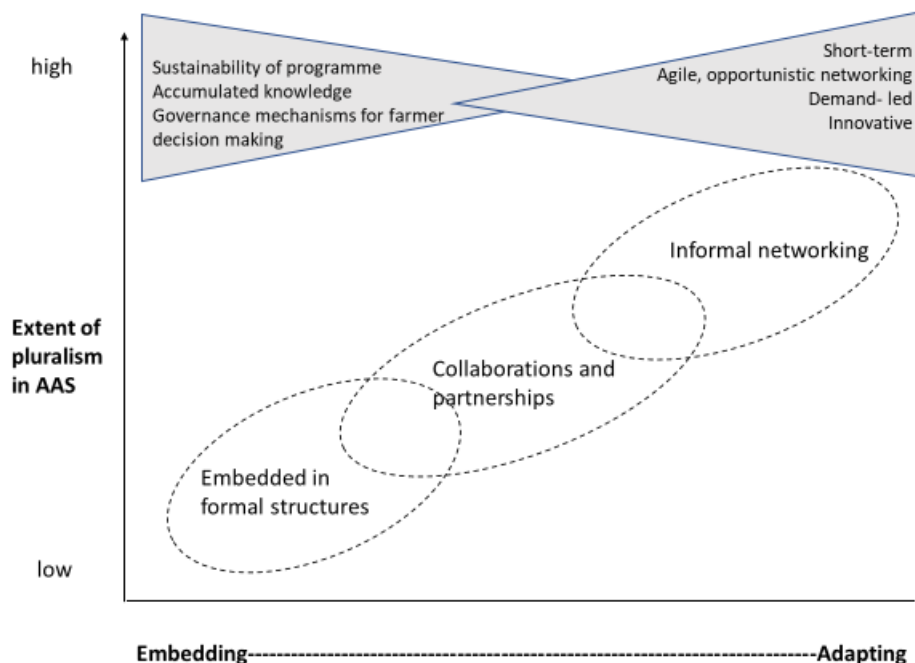 high
Sustainability of programme
Accumulated knowledge
Governance mechanisms for farmer
decision making
Short-term
Agile, opportunistic networking
Demand- led
Innovative
Informal networking
Extent of
pluralism
in AAS
Collaborations and
partnerships
Embedded in
formal structures
low
Embedding--------------------------------------------------------------------------------Adapting